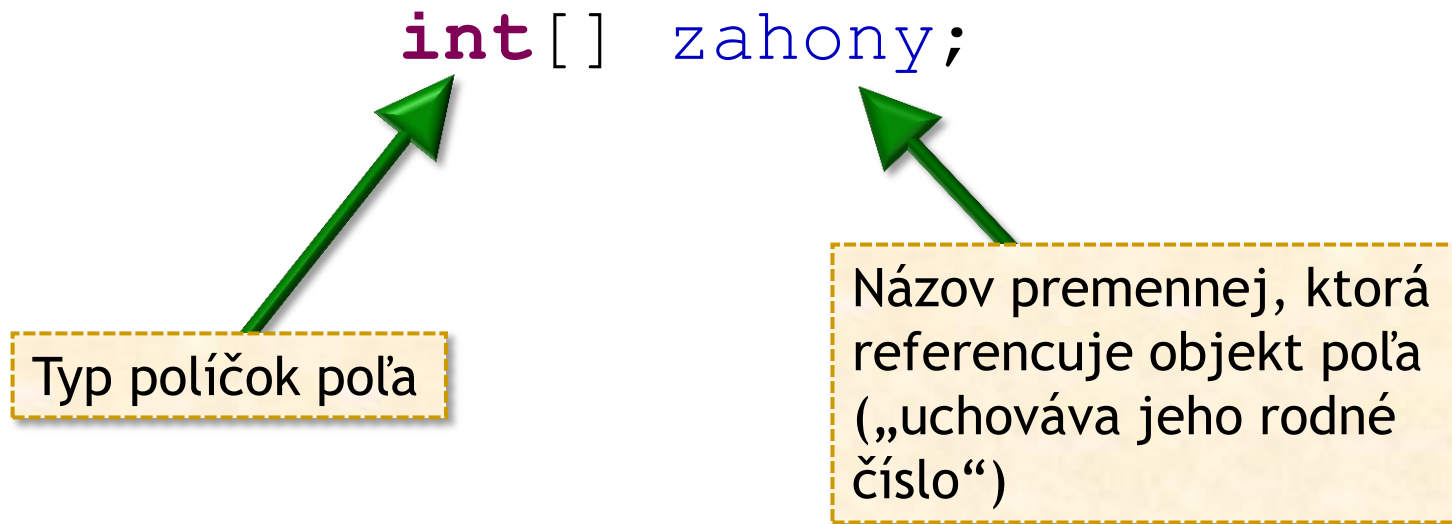 int[] zahony;
Typ políčok poľa
Názov premennej, ktorá
referencuje objekt poľa
(„uchováva jeho rodné
číslo“)